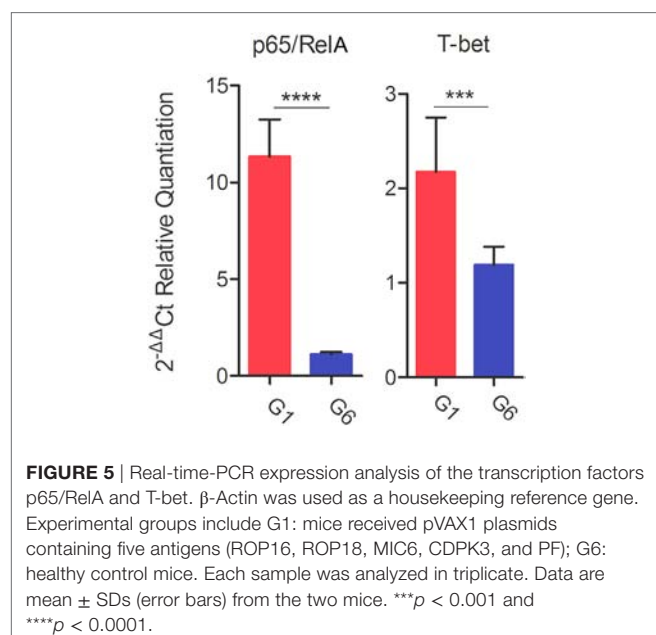 p65/RelA T-bet
15 3
**** ***
10 2
5 1
0 0
2-ΔΔCt Relative Quantiation
G1 G6 G1 G6
FIGURE 5 | Real-time-PCR expression analysis of the transcription factors
p65/RelA and T-bet. β-Actin was used as a housekeeping reference gene.
Experimental groups include G1: mice received pVAX1 plasmids
containing five antigens (ROP16, ROP18, MIC6, CDPK3, and PF); G6:
healthy control mice. Each sample was analyzed in triplicate. Data are
mean ± SDs (error bars) from the two mice. ***p < 0.001 and
****p < 0.0001.